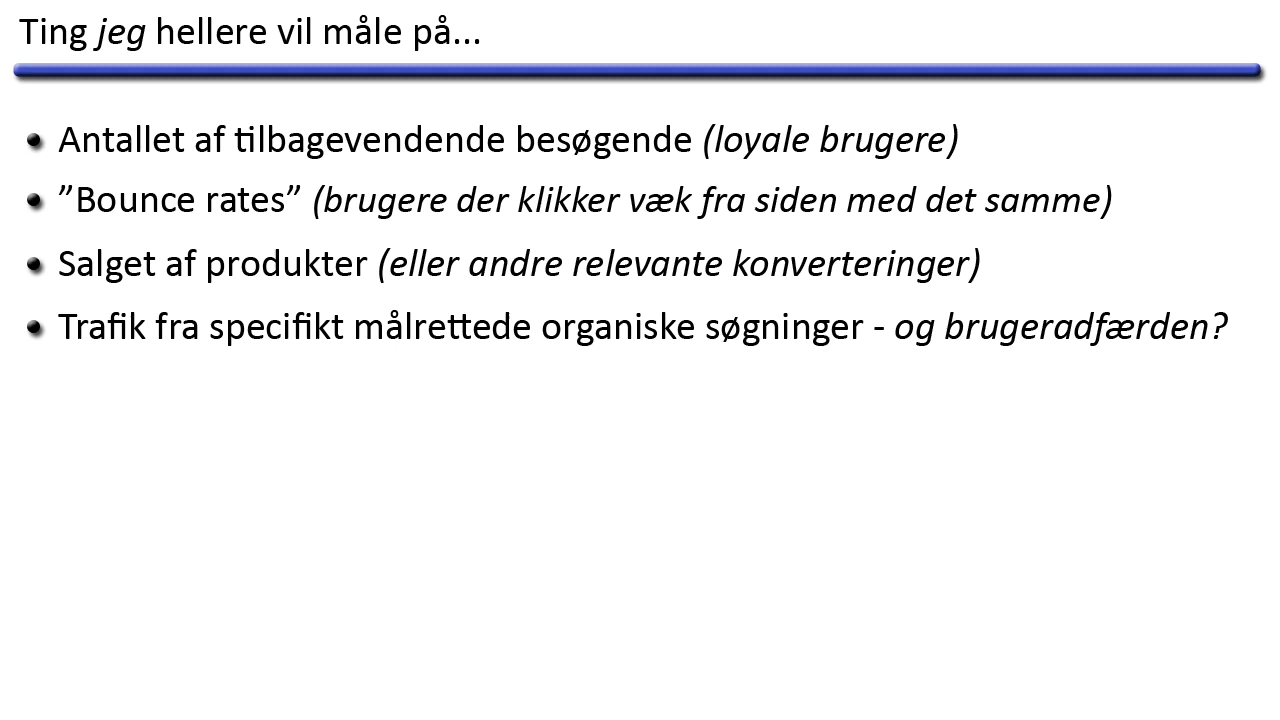 Ting jeg hellere vil måle på...
• Antallet af tilbagevendende besøgende (loyale brugere)
• ”Bounce rates” (brugere der klikker væk fra siden med det samme)
• Salget af produkter (eller andre relevante konverteringer)
• Trafik fra specifikt målrettede organiske søgninger - og brugeradfærden?